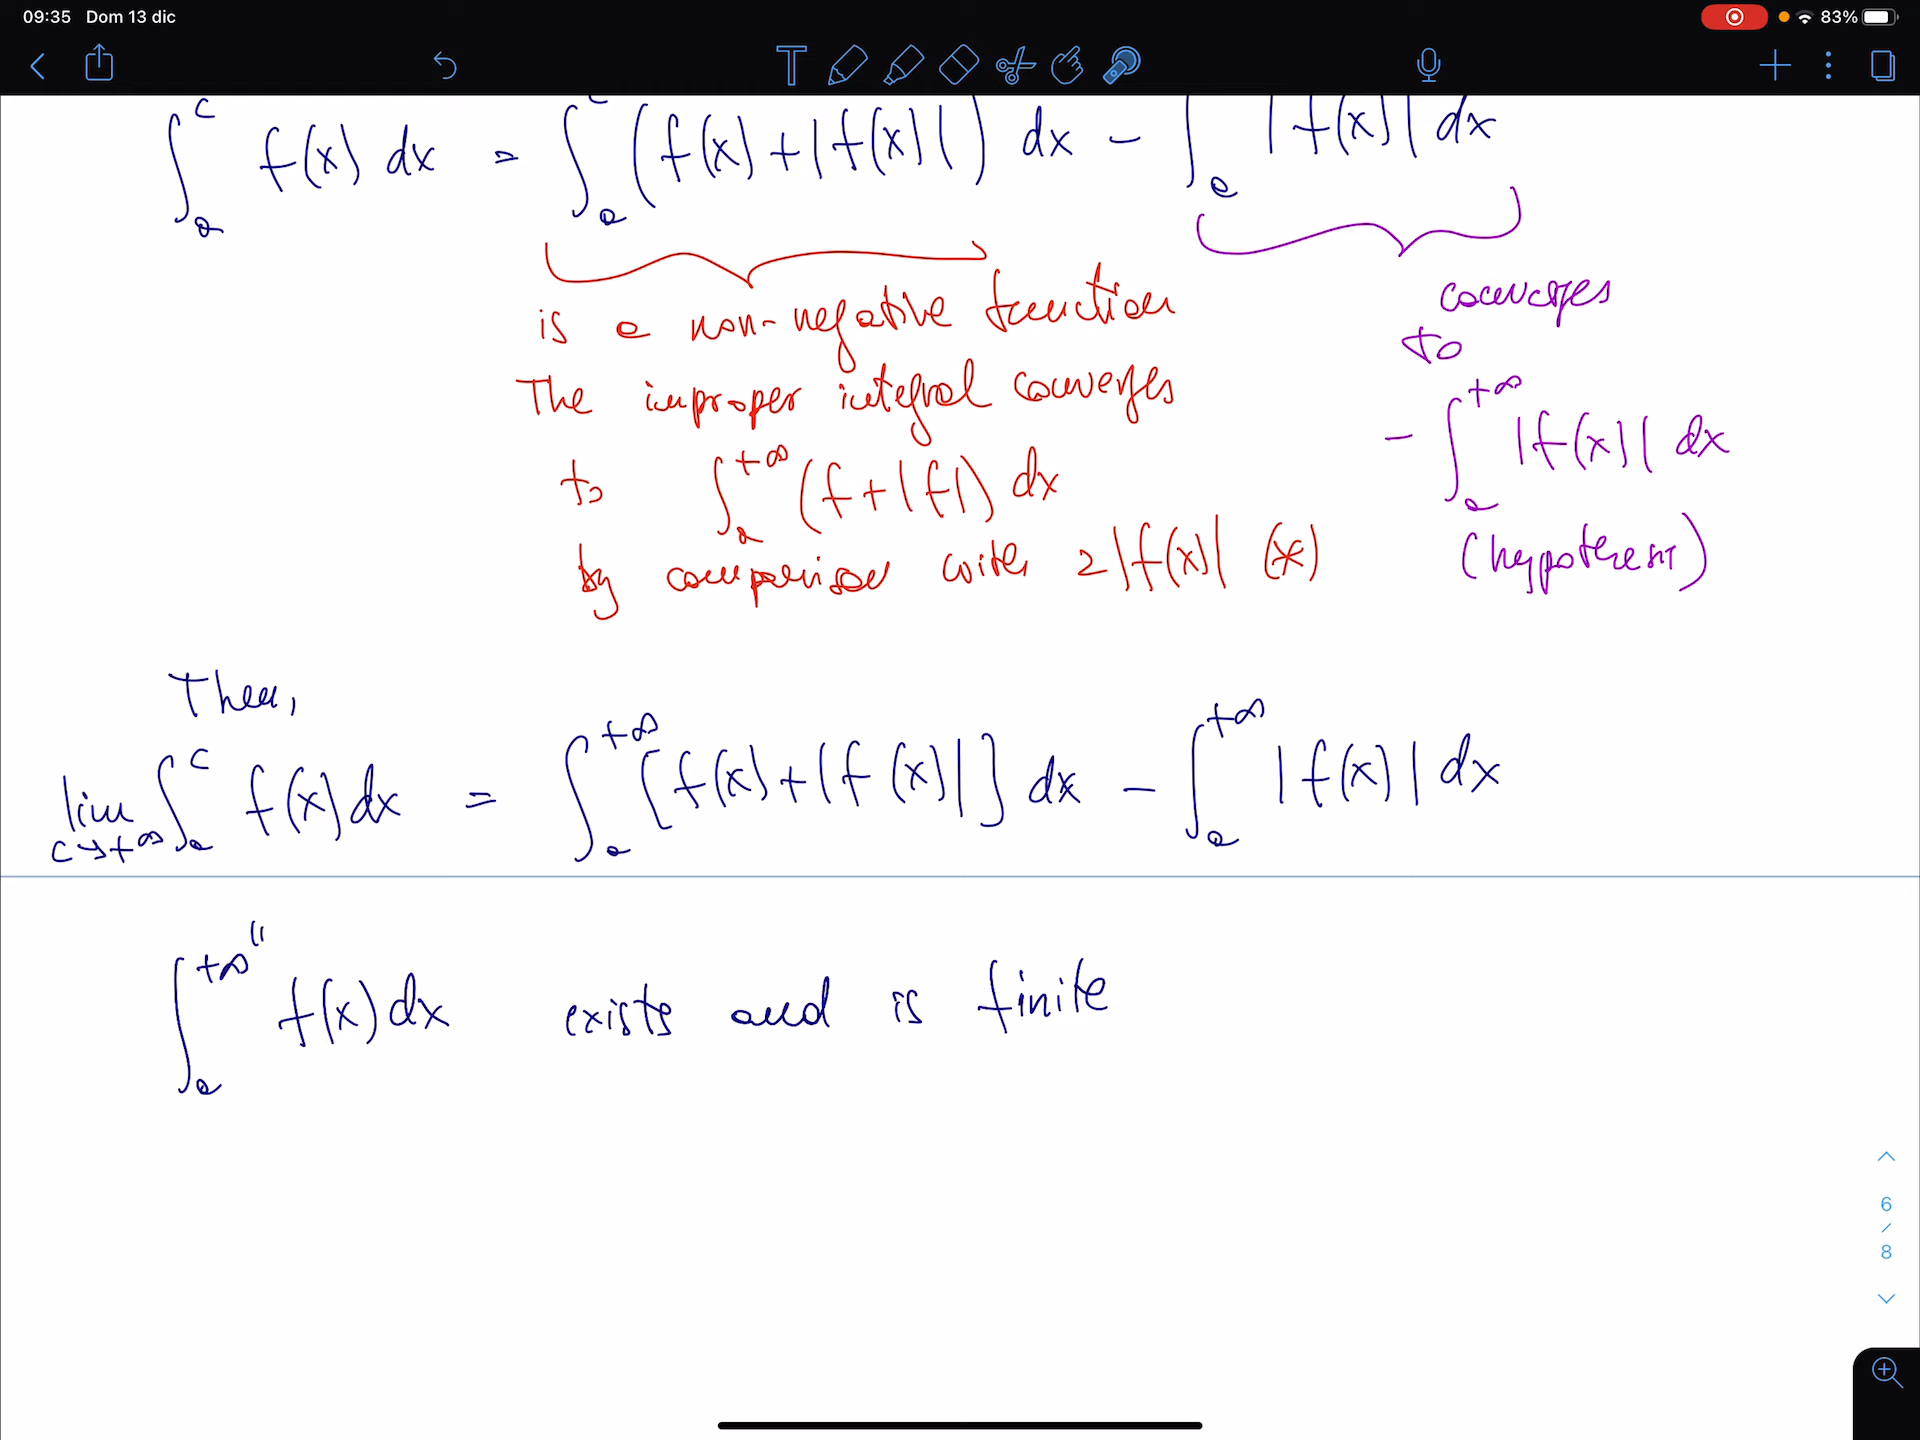 09:35 Dom 13 dic 83%
∫_a^c f(x) dx = ∫_a^c (f(x) + |f(x)|) dx − ∫_a |f(x)| dx
is a non-negative function
The improper integral converges
to ∫_a^{+∞} (f + |f|) dx
by comparison with 2|f(x)| (*)
converges
to
− ∫_a^{+∞} |f(x)| dx
(hypothesis)
Then,
lim_{c→+∞} ∫_a^c f(x) dx = ∫_a^{+∞} [f(x) + |f(x)|] dx − ∫_a^{+∞} |f(x)| dx
"
∫_a^{+∞} f(x) dx exists and is finite
6
/
8